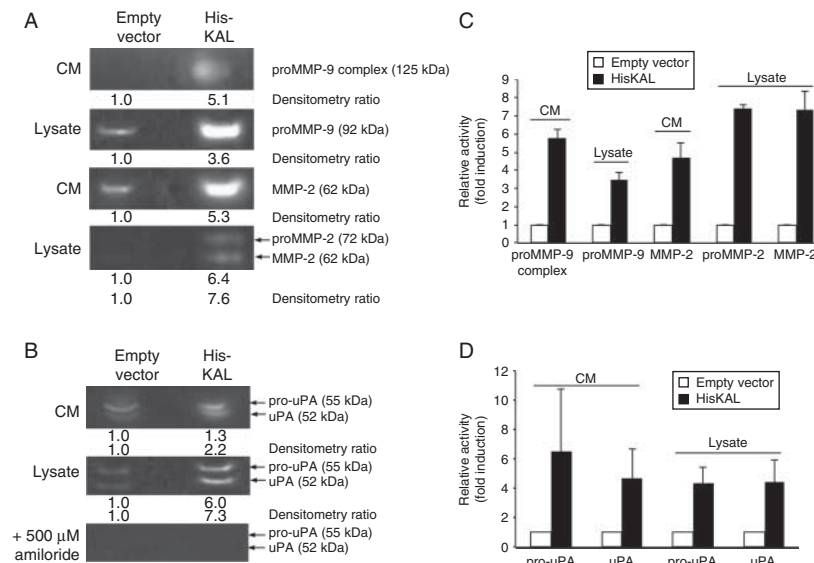 A
Empty vector
His-KAL
CM
proMMP-9 complex (125 kDa)
1.0 5.1 Densitometry ratio
Lysate
proMMP-9 (92 kDa)
1.0 3.6 Densitometry ratio
CM
MMP-2 (62 kDa)
1.0 5.3 Densitometry ratio
Lysate
proMMP-2 (72 kDa)
MMP-2 (62 kDa)
1.0 6.4
1.0 7.6 Densitometry ratio
B
Empty vector
His-KAL
CM
pro-uPA (55 kDa)
uPA (52 kDa)
1.0 1.3
1.0 2.2 Densitometry ratio
Lysate
pro-uPA (55 kDa)
uPA (52 kDa)
1.0 6.0
1.0 7.3 Densitometry ratio
+ 500 µM amiloride
pro-uPA (55 kDa)
uPA (52 kDa)
C
Empty vector
HisKAL
Relative activity
(fold induction)
9
8
7
6
5
4
3
2
1
0
CM
Lysate
CM
Lysate
proMMP-9 complex
proMMP-9
MMP-2
proMMP-2
MMP-2
D
Empty vector
HisKAL
Relative activity
(fold induction)
12
10
8
6
4
2
0
CM
Lysate
pro-uPA
uPA
pro-uPA
uPA